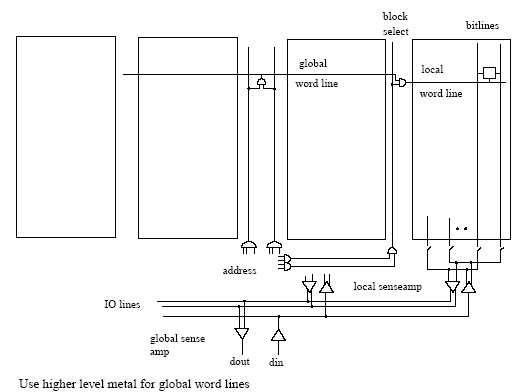 block
select
bitlines
global
word line
local
word line
address
local senseamp
IO lines
global sense
amp
dout
din
Use higher level metal for global word lines